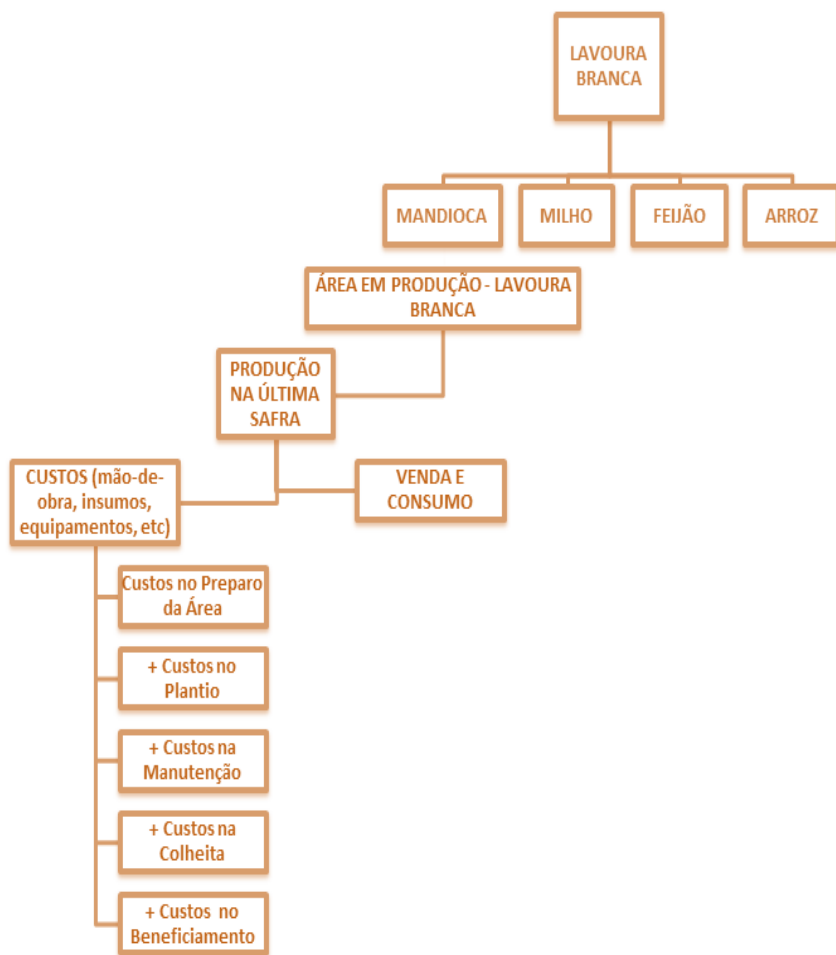 LAVOURA
BRANCA
MANDIOCA
MILHO
FEIJÃO
ARROZ
ÁREA EM PRODUÇÃO - LAVOURA
BRANCA
PRODUÇÃO
NA ÚLTIMA
SAFRA
CUSTOS (mão-de-
obra, insumos,
equipamentos, etc)
VENDA E
CONSUMO
Custos no Preparo
da Área
+ Custos no
Plantio
+ Custos na
Manutenção
+ Custos na
Colheita
+ Custos no
Beneficiamento